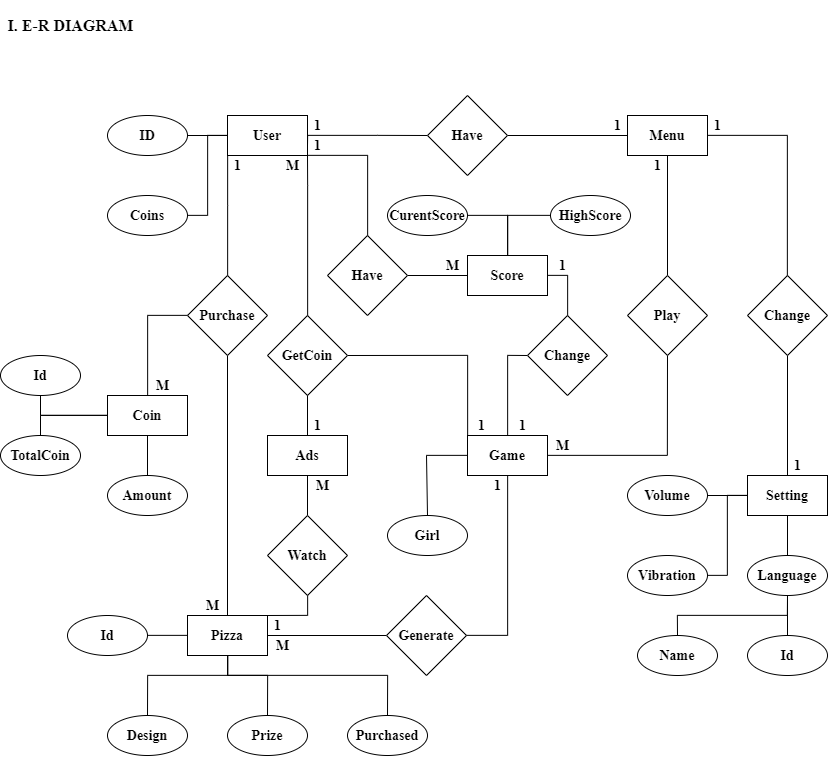 I. E-R DIAGRAM
ID
User
1
1
1
M
Have
1
Menu
1
1
Coins
CurentScore
HighScore
Have
M
Score
1
Purchase
Play
Change
GetCoin
Change
Id
M
Coin
TotalCoin
Amount
1
Ads
M
1
1
Game
M
1
1
Setting
Volume
Girl
Watch
Vibration
Language
M
Id
Pizza
1
M
Generate
Name
Id
Design
Prize
Purchased